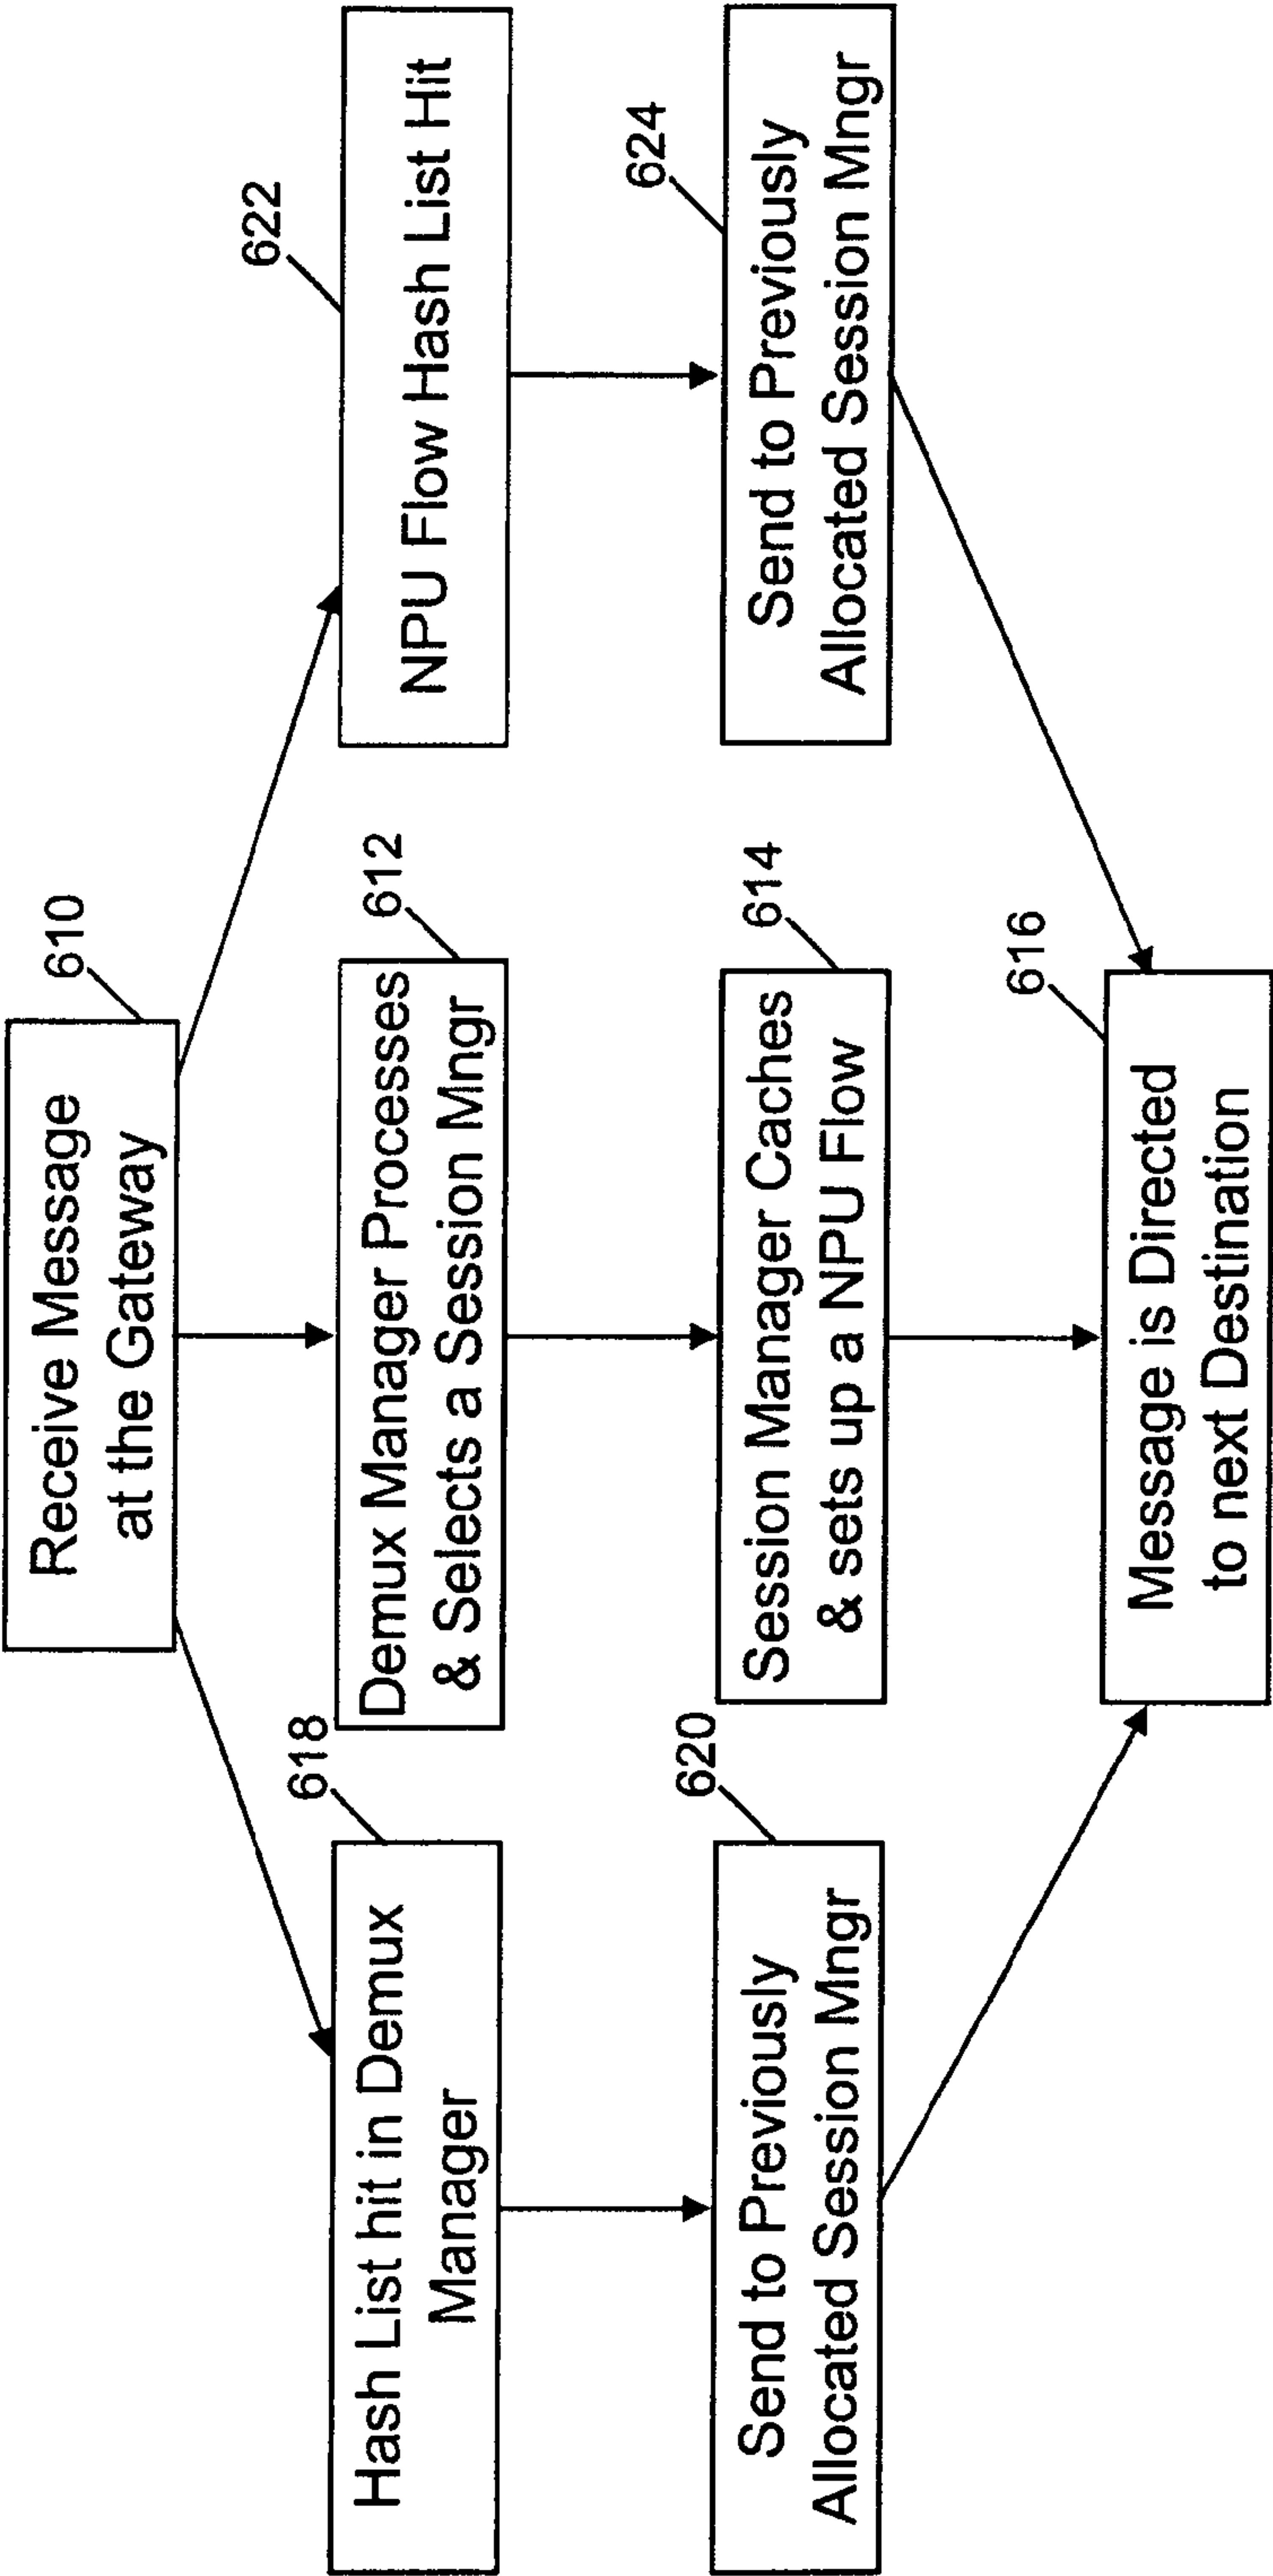 610
Receive Message
at the Gateway
618
Hash List hit in Demux
Manager
612
Demux Manager Processes
& Selects a Session Mngr
622
NPU Flow Hash List Hit
620
Send to Previously
Allocated Session Mngr
614
Session Manager Caches
& sets up a NPU Flow
624
Send to Previously
Allocated Session Mngr
616
Message is Directed
to next Destination